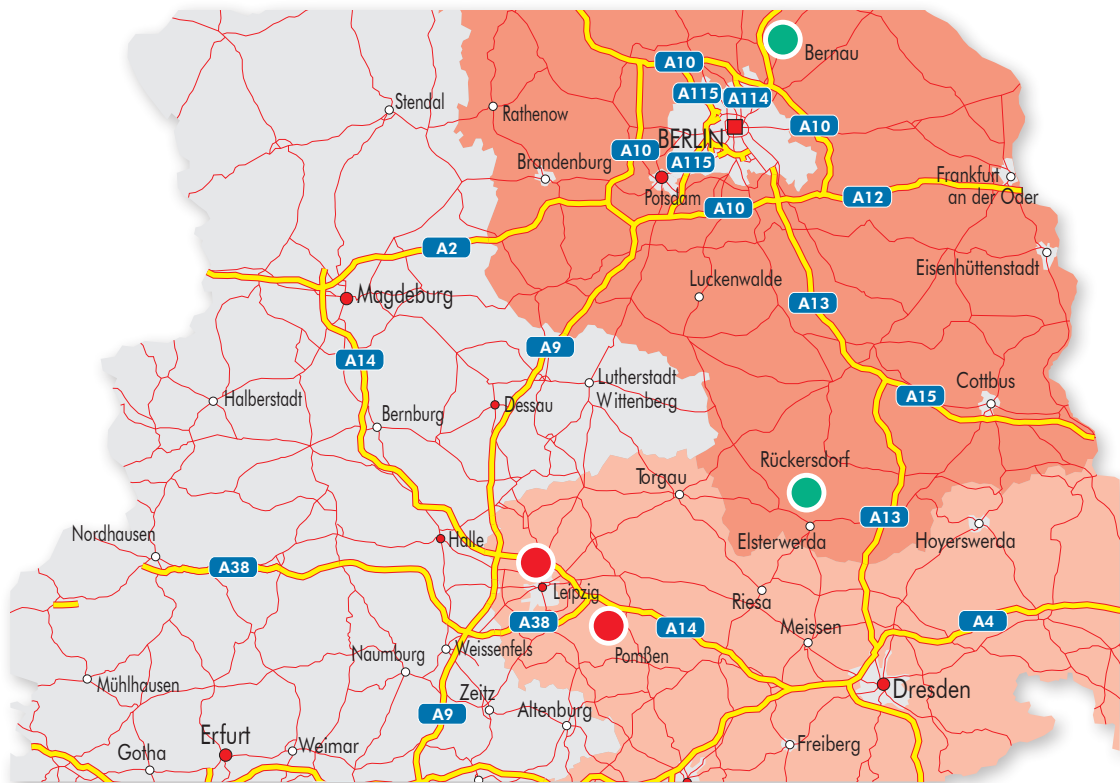 Bernau
A10
A115
A114
Stendal
Rathenow
A10
BERLIN
A10
Brandenburg
A115
Potsdam
A10
A12
Frankfurt
an der Oder
A2
Eisenhüttenstadt
Luckenwalde
Magdeburg
A13
A14
A9
Lutherstadt
Wittenberg
Cottbus
A15
Halberstadt
Dessau
Bernburg
Rückersdorf
Torgau
A13
Nordhausen
Halle
Elsterwerda
Hoyerswerda
A38
Leipzig
Riesa
A38
A14
Meissen
A4
Pomßen
Naumburg
Weissenfels
Mühlhausen
Zeitz
Dresden
A9
Altenburg
Erfurt
Weimar
Gotha
Freiberg